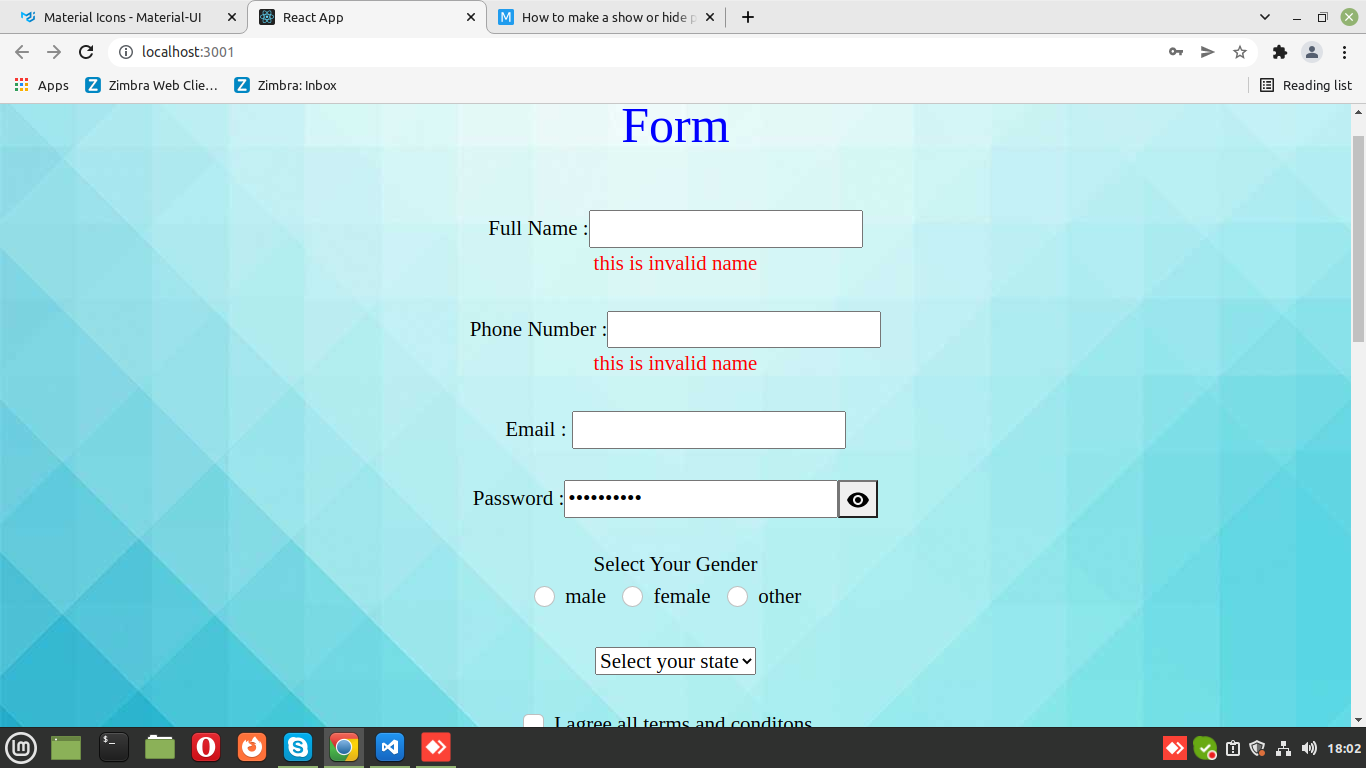 Material Icons - Material-UI
React App
How to make a show or hide p
localhost:3001
Apps
Zimbra Web Clie...
Zimbra: Inbox
Reading list
Form
Full Name :
this is invalid name
Phone Number :
this is invalid name
Email :
Password : ••••••••••
Select Your Gender
male female other
Select your state
I agree all terms and conditons
18:02